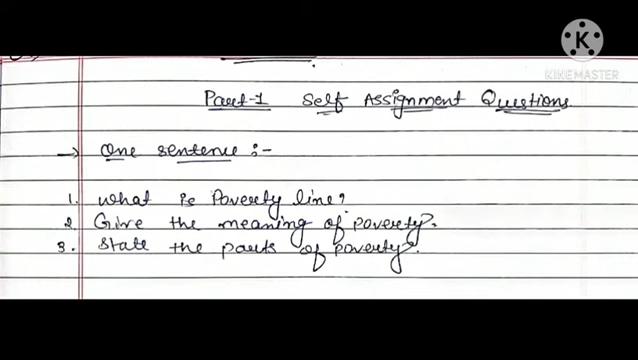 K
KINEMASTER
Part-1 Self Assignment Questions
→ One sentence :-
1. What is Poverty line?
2. Give the meaning of poverty.
3. State the parts of poverty.